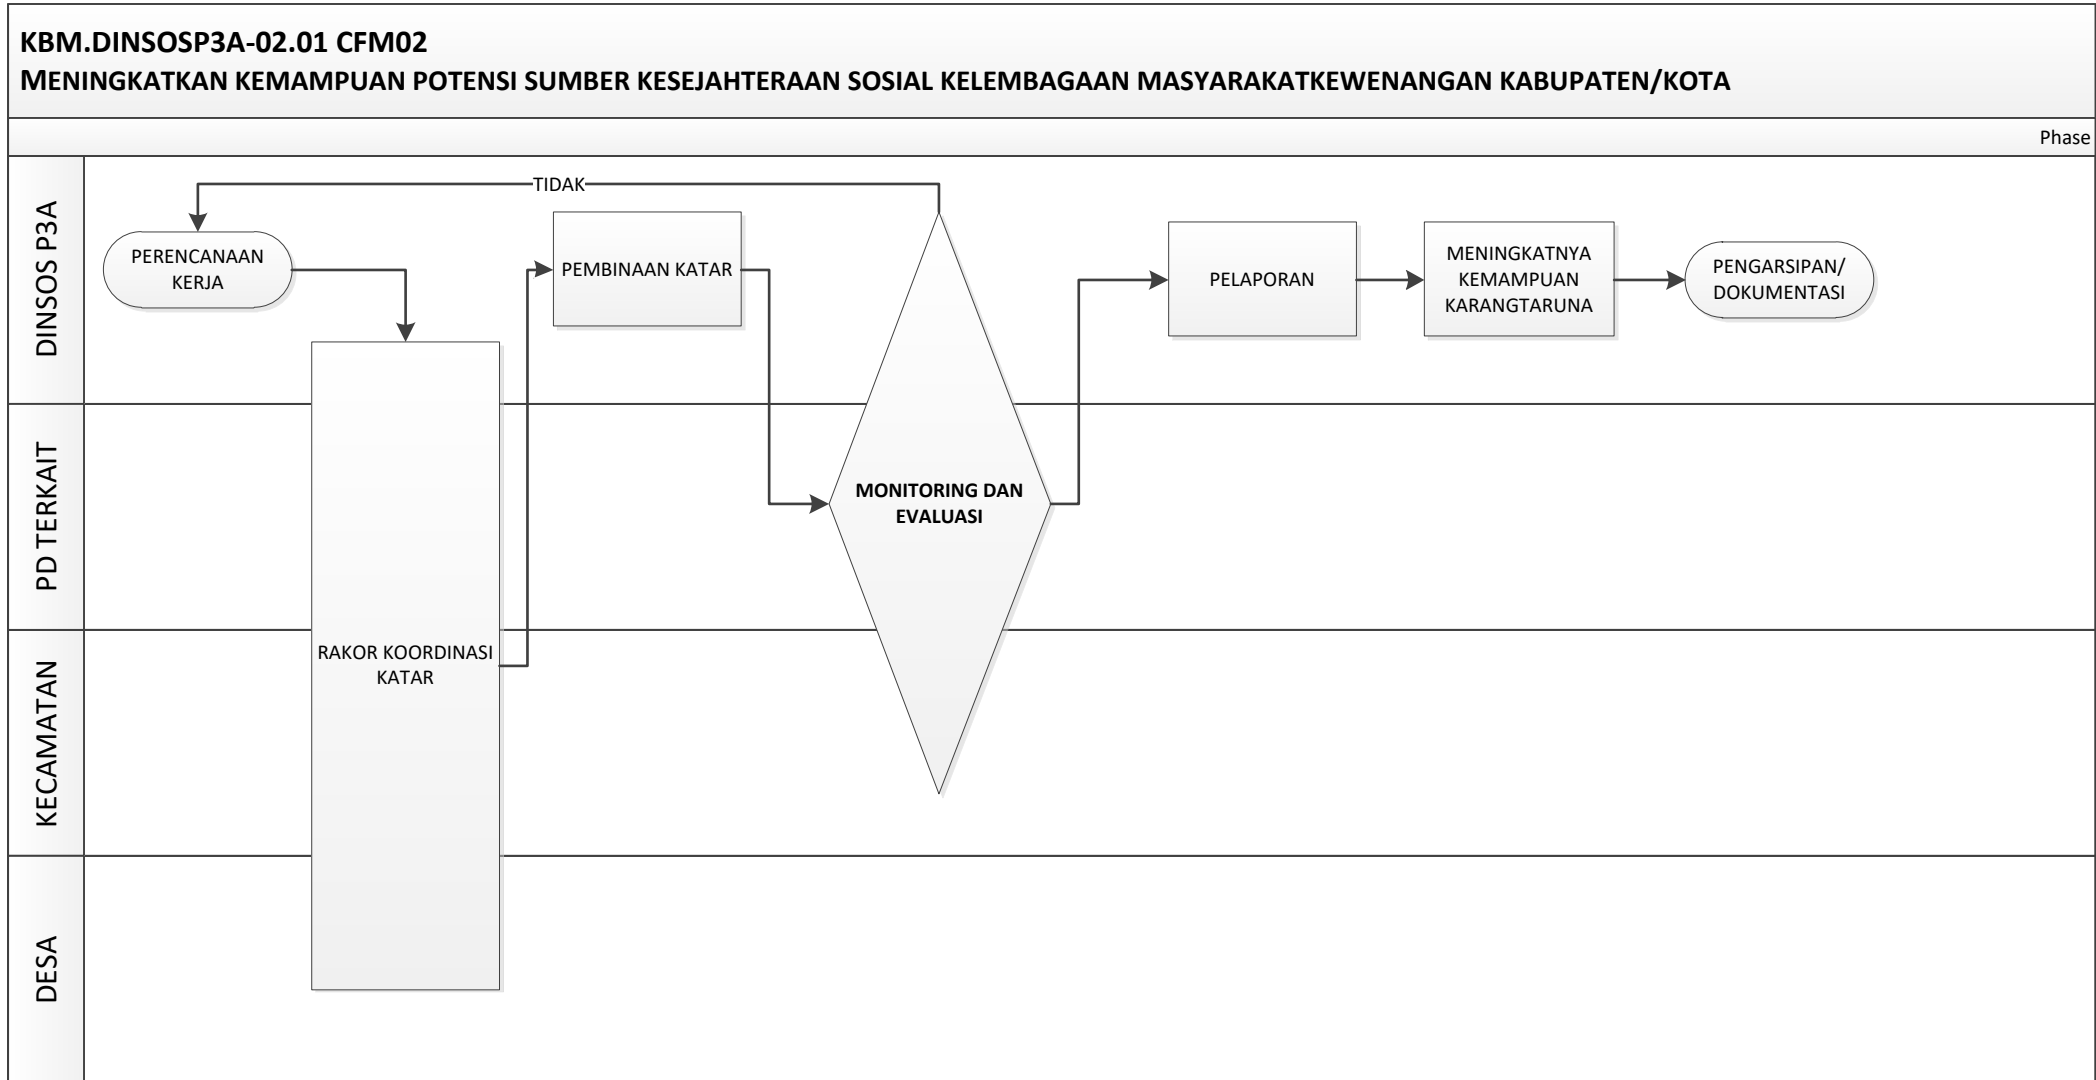 KBM.DINSOSP3A-02.01 CFM02
MENINGKATKAN KEMAMPUAN POTENSI SUMBER KESEJAHTERAAN SOSIAL KELEMBAGAAN MASYARAKATKEWENANGAN KABUPATEN/KOTA
Phase
DINSOS P3A
TIDAK
PERENCANAAN
KERJA
PEMBINAAN KATAR
PELAPORAN
MENINGKATNYA
KEMAMPUAN
KARANGTARUNA
PENGARSIPAN/
DOKUMENTASI
PD TERKAIT
MONITORING DAN
EVALUASI
KECAMATAN
RAKOR KOORDINASI
KATAR
DESA